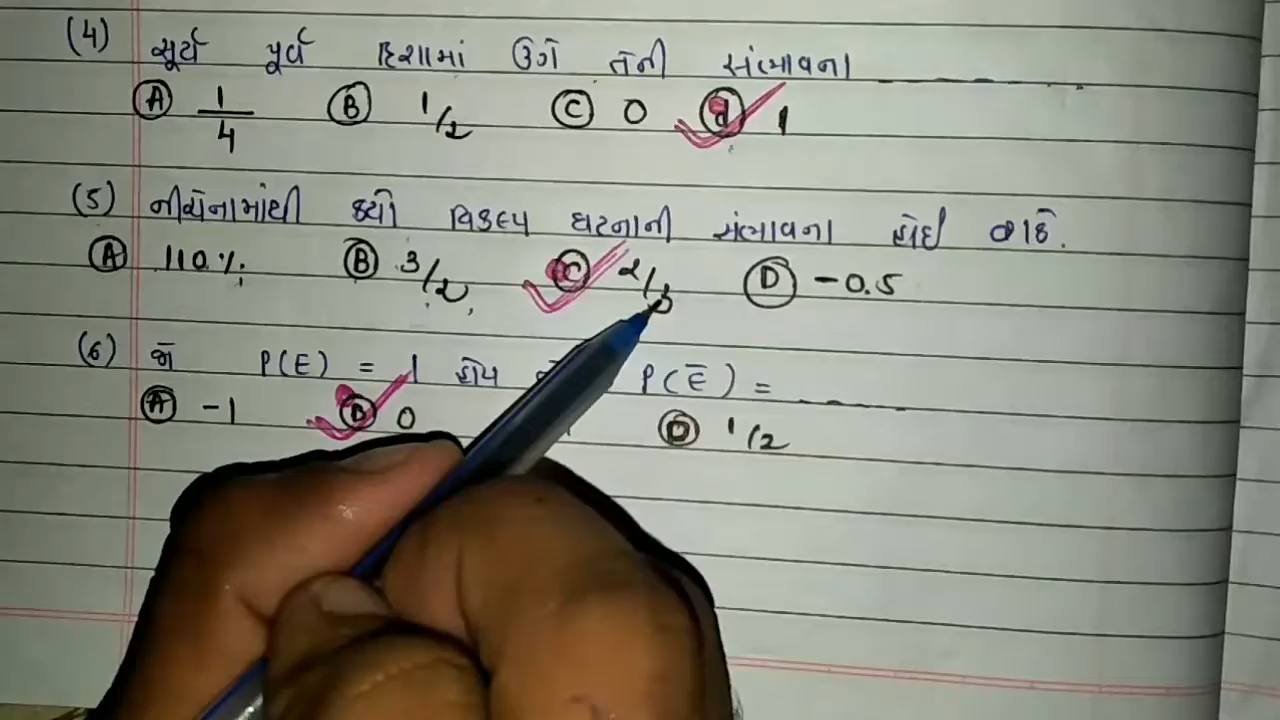 (4) સૂર્ય પૂર્વ દિશામાં ઉગે તેની સંભાવના _ _ _ _ _
(A) 1/4 (B) 1/2 (C) 0 (D) 1
(5) નીચેનામાંથી ક્યો વિકલ્પ ઘટનાની સંભાવના હોઈ શકે.
(A) 110% (B) 3/2 (C) 2/3 (D) -0.5
(6) જો P(E) = 1 હોય P(E̅) = _ _ _ _
(A) -1 (B) 0 (D) 1/2